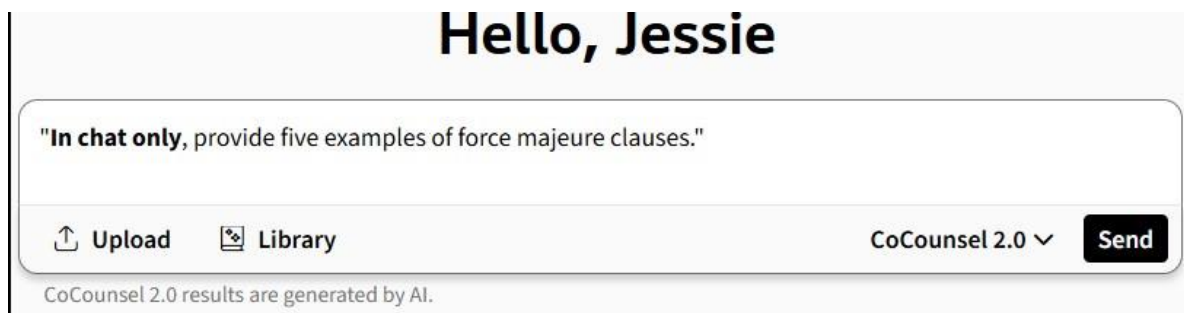 Hello, Jessie
"In chat only, provide five examples of force majeure clauses."
Upload Library CoCounsel 2.0 Send
CoCounsel 2.0 results are generated by AI.